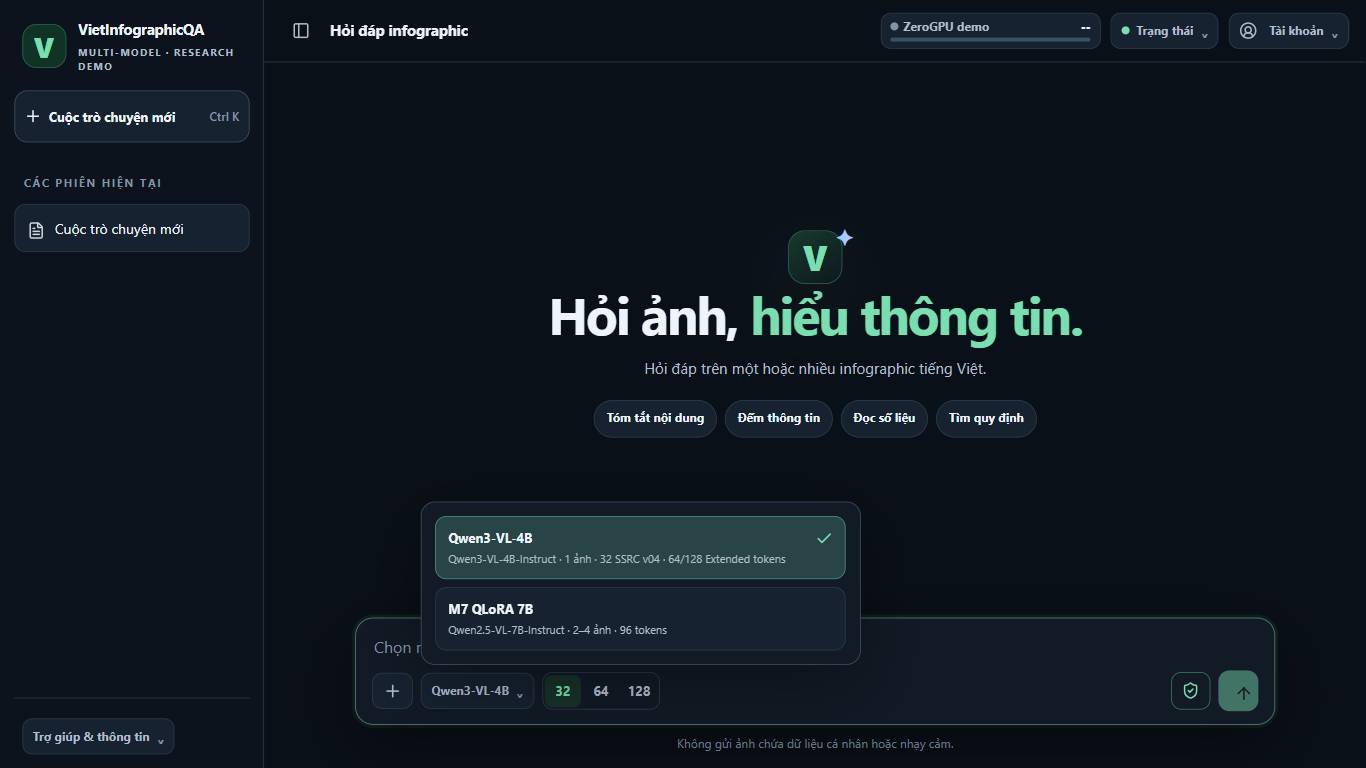 V
VietInfographicQA
MULTI-MODEL · RESEARCH
DEMO
Cuộc trò chuyện mới Ctrl K
CÁC PHIÊN HIỆN TẠI
Cuộc trò chuyện mới
Trợ giúp & thông tin
Hỏi đáp infographic
ZeroGPU demo --
Trạng thái
Tài khoản
V
Hỏi ảnh, hiểu thông tin.
Hỏi đáp trên một hoặc nhiều infographic tiếng Việt.
Tóm tắt nội dung
Đếm thông tin
Đọc số liệu
Tìm quy định
Qwen3-VL-4B
Qwen3-VL-4B-Instruct · 1 ảnh · 32 SSRC v04 · 64/128 Extended tokens
M7 QLoRA 7B
Qwen2.5-VL-7B-Instruct · 2–4 ảnh · 96 tokens
Chọn
Qwen3-VL-4B
32 64 128
Không gửi ảnh chứa dữ liệu cá nhân hoặc nhạy cảm.